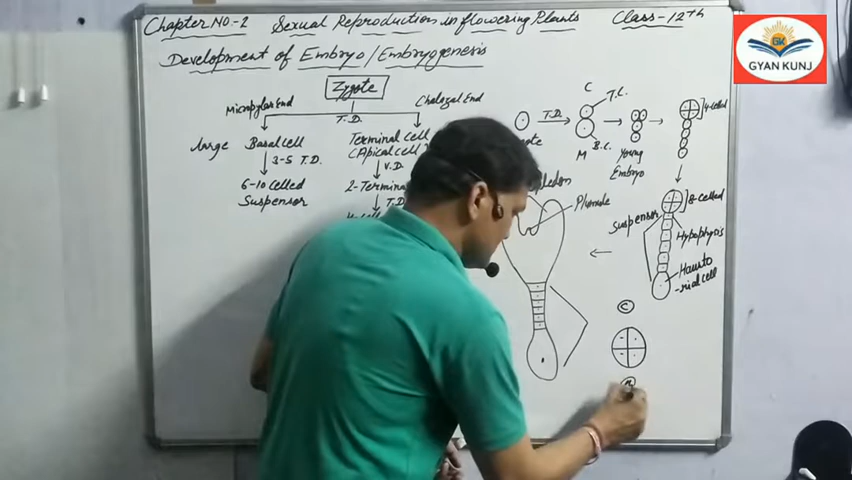 Chapter NO-2 Sexual Reproduction in flowering Plants Class-12th
Development of Embryo/Embryogenesis
GK
GYAN KUNJ
Zygote
Micropylar End
Chalazal End
T.D.
large Basal cell
Terminal cell
(Apical cell)
3-5 T.D.
V.D
6-10 celled
Suspensor
2-Terminal
T.D
C
T.C.
T.D.
M
B.C.
Young
Embryo
4-celled
8-celled
Suspensor
Hypophysis
Hausto
-rial cell
Plumule
C